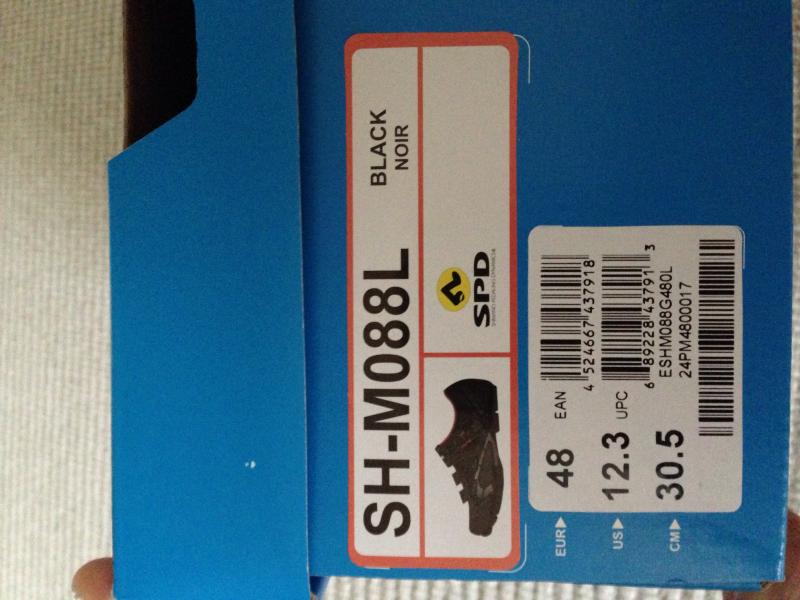 SH-M088L
BLACK
NOIR
SPD
SHIMANO PEDALING DYNAMICS
EUR 48
EAN
4 524667 437918
US 12.3
UPC
6 89228 43791 3
CM 30.5
ESHM088G480L
24PM4800017